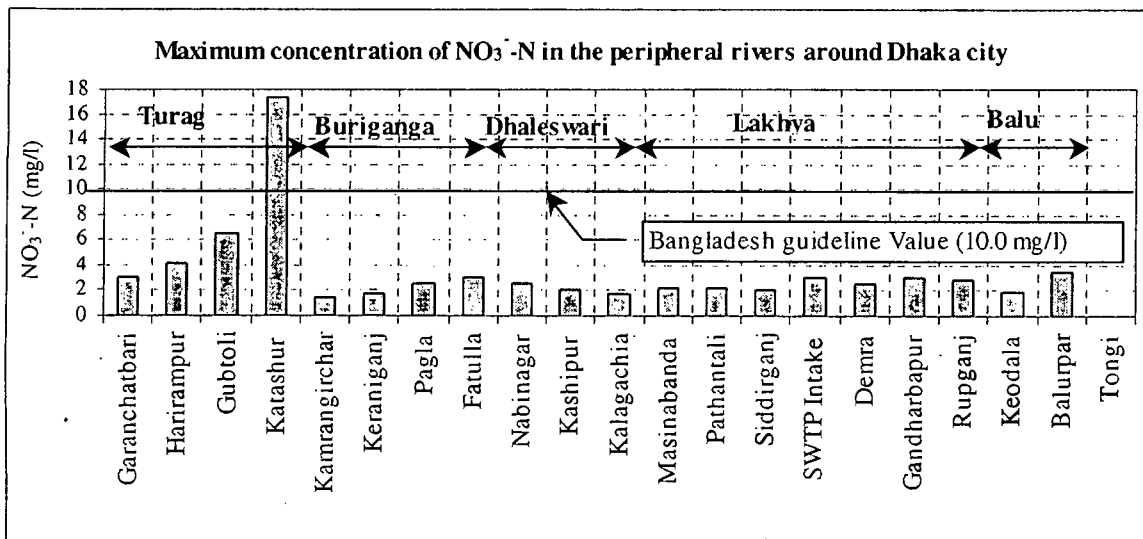 Maximum concentration of NO₃⁻-N in the peripheral rivers around Dhaka city
NO₃⁻-N (mg/l)
18
16
14
12
10
8
6
4
2
0
Turag
Buriganga
Dhaleswari
Lakhya
Balu
Bangladesh guideline Value (10.0 mg/l)
Garanchatbari
Harirampur
Gubtoli
Katashur
Kamrangirchar
Keraniganj
Pagla
Fatulla
Nabinagar
Kashipur
Kalagachia
Masinabanda
Pathantali
Siddirganj
SWTP Intake
Demra
Gandharbapur
Rupganj
Keodala
Balurpar
Tongi